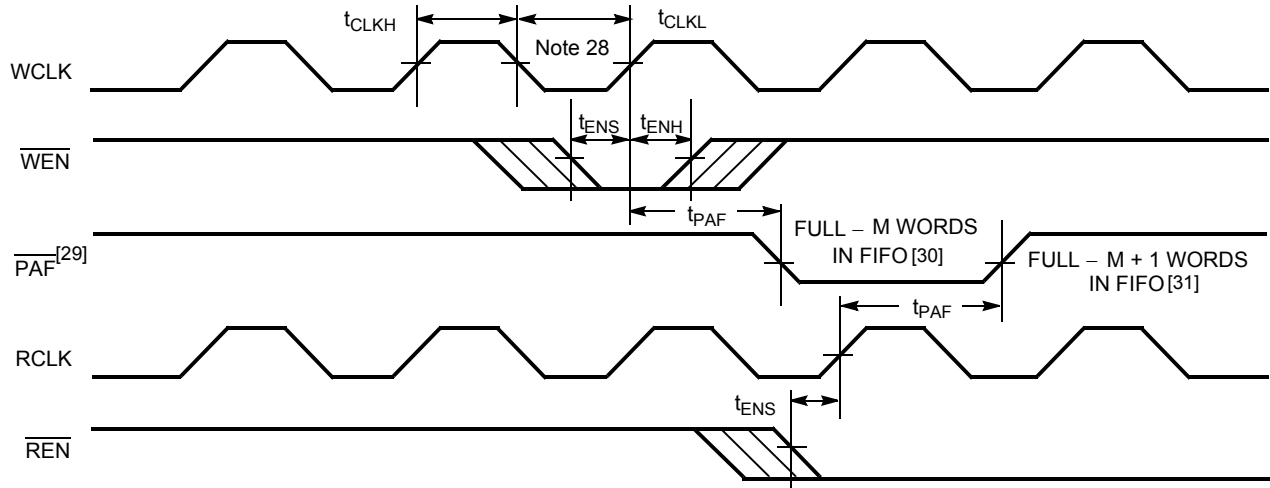 tCLKH
tCLKL
Note 28
WCLK
tENS
tENH
WEN
tPAF
FULL – M WORDS
IN FIFO [30]
PAF[29]
FULL – M + 1 WORDS
IN FIFO [31]
tPAF
RCLK
tENS
REN